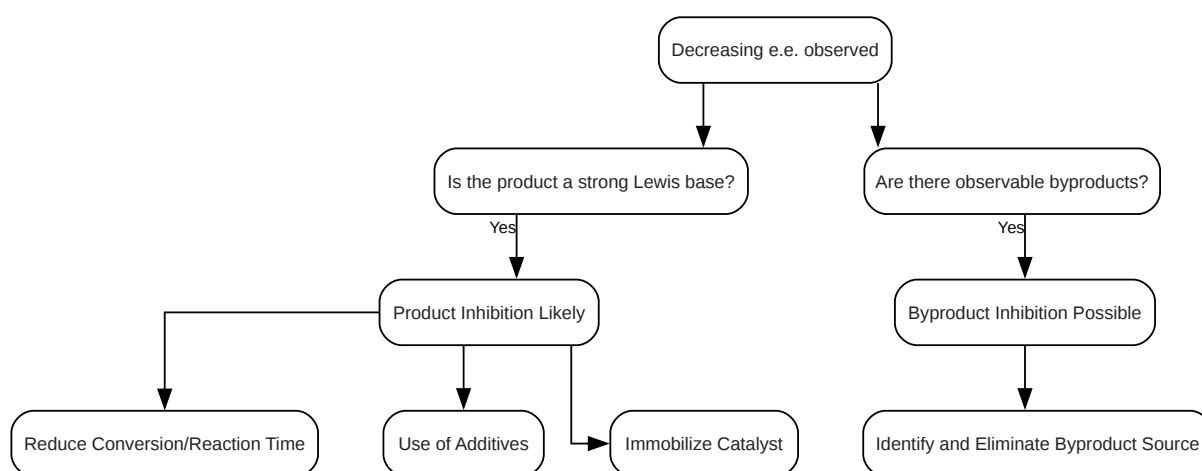 Decreasing e.e. observed
Is the product a strong Lewis base?
Are there observable byproducts?
Yes
Yes
Product Inhibition Likely
Byproduct Inhibition Possible
Reduce Conversion/Reaction Time
Use of Additives
Immobilize Catalyst
Identify and Eliminate Byproduct Source